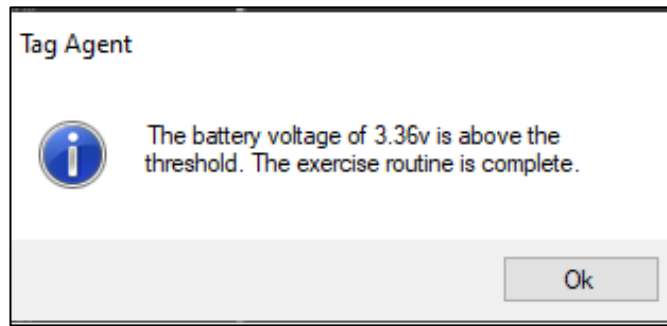 Tag Agent
The battery voltage of 3.36v is above the
threshold. The exercise routine is complete.
Ok